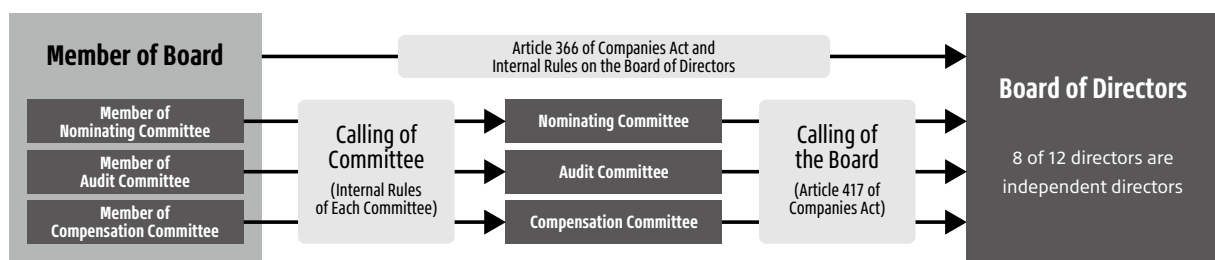 Member of Board
Article 366 of Companies Act and
Internal Rules on the Board of Directors
Member of
Nominating Committee
Member of
Audit Committee
Member of
Compensation Committee
Calling of
Committee
(Internal Rules
of Each Committee)
Nominating Committee
Audit Committee
Compensation Committee
Calling of
the Board
(Article 417 of
Companies Act)
Board of Directors
8 of 12 directors are
independent directors